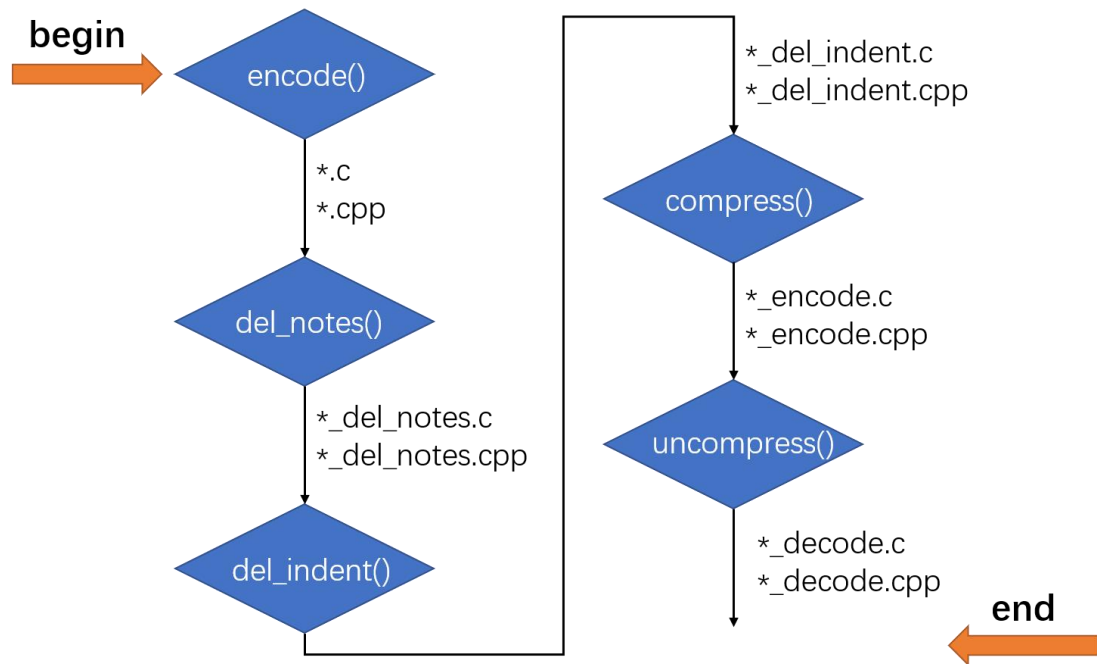 begin
encode()
*.c
*.cpp
del_notes()
*_del_notes.c
*_del_notes.cpp
del_indent()
*_del_indent.c
*_del_indent.cpp
compress()
*_encode.c
*_encode.cpp
uncompress()
*_decode.c
*_decode.cpp
end